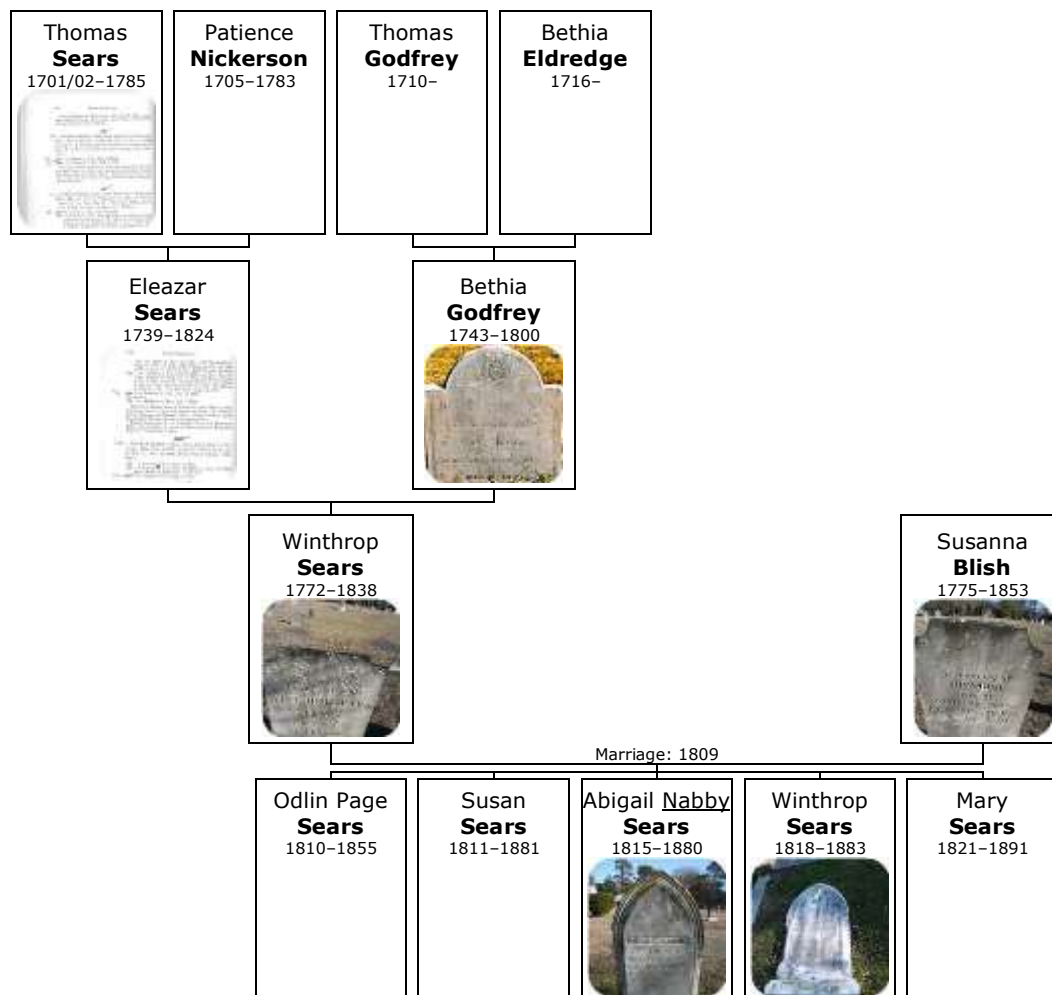 Thomas
Sears
1701/02–1785
Patience
Nickerson
1705–1783
Thomas
Godfrey
1710–
Bethia
Eldredge
1716–
Eleazar
Sears
1739–1824
Bethia
Godfrey
1743–1800
Winthrop
Sears
1772–1838
Susanna
Blish
1775–1853
Marriage: 1809
Odlin Page
Sears
1810–1855
Susan
Sears
1811–1881
Abigail Nabby
Sears
1815–1880
Winthrop
Sears
1818–1883
Mary
Sears
1821–1891